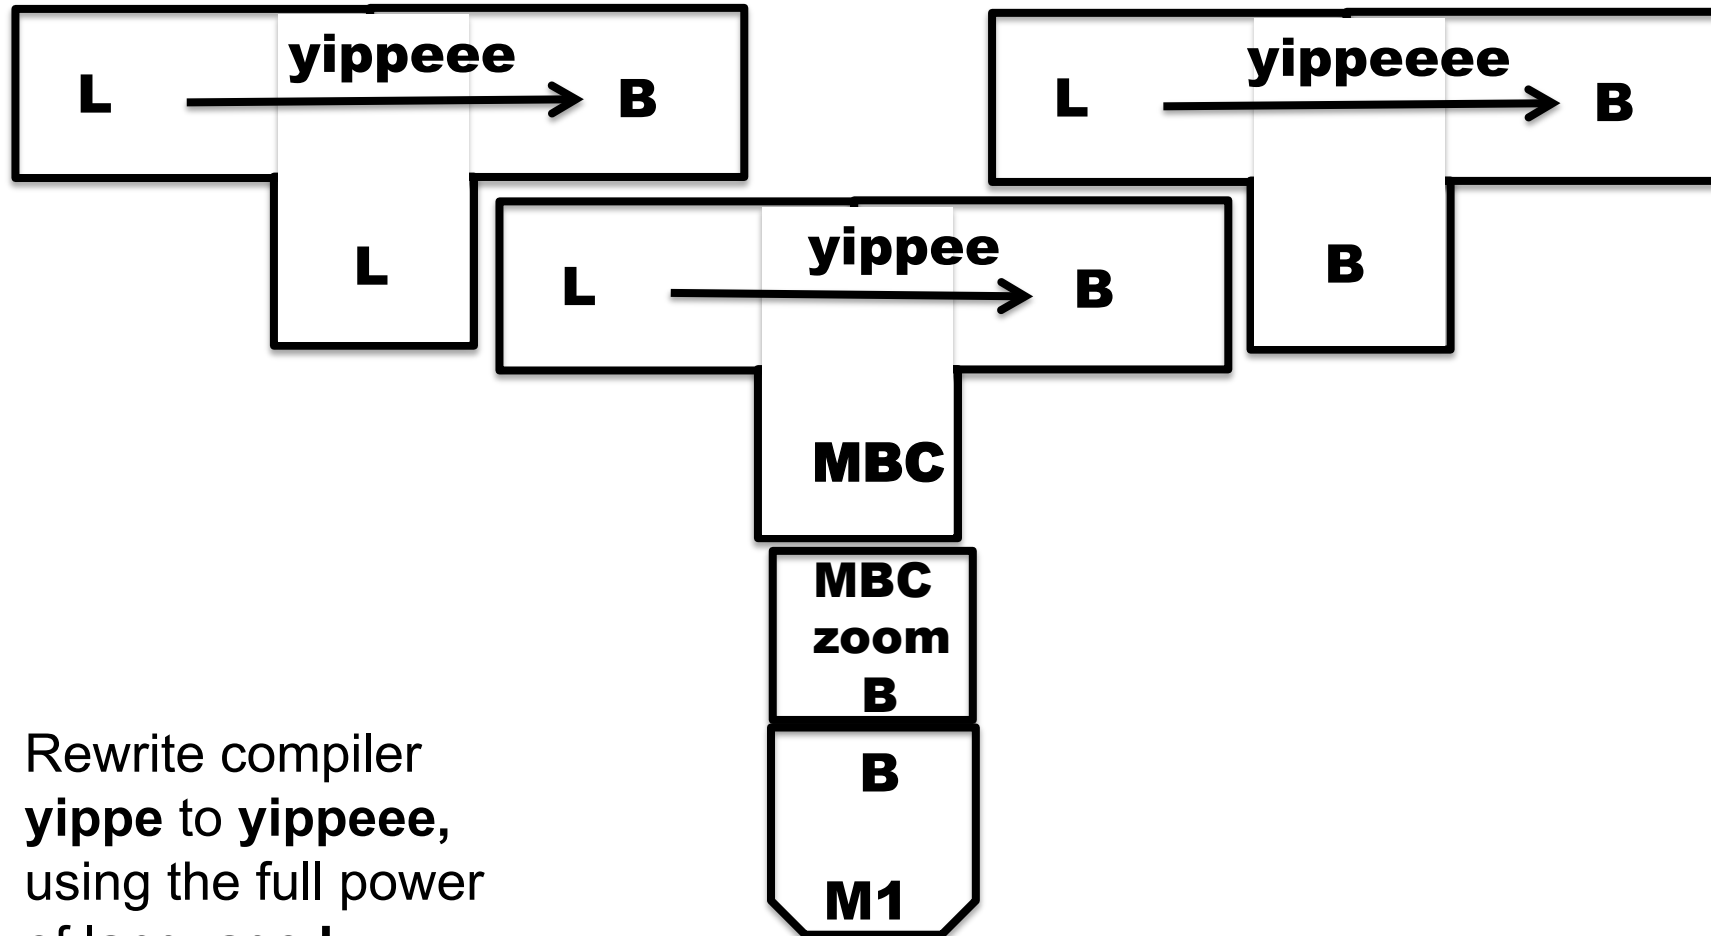 yippeee
L
B
L
yippeeee
L
B
B
yippee
L
B
MBC
MBC
zoom
B
B
M1
Rewrite compiler
yippe to yippeee,
using the full power